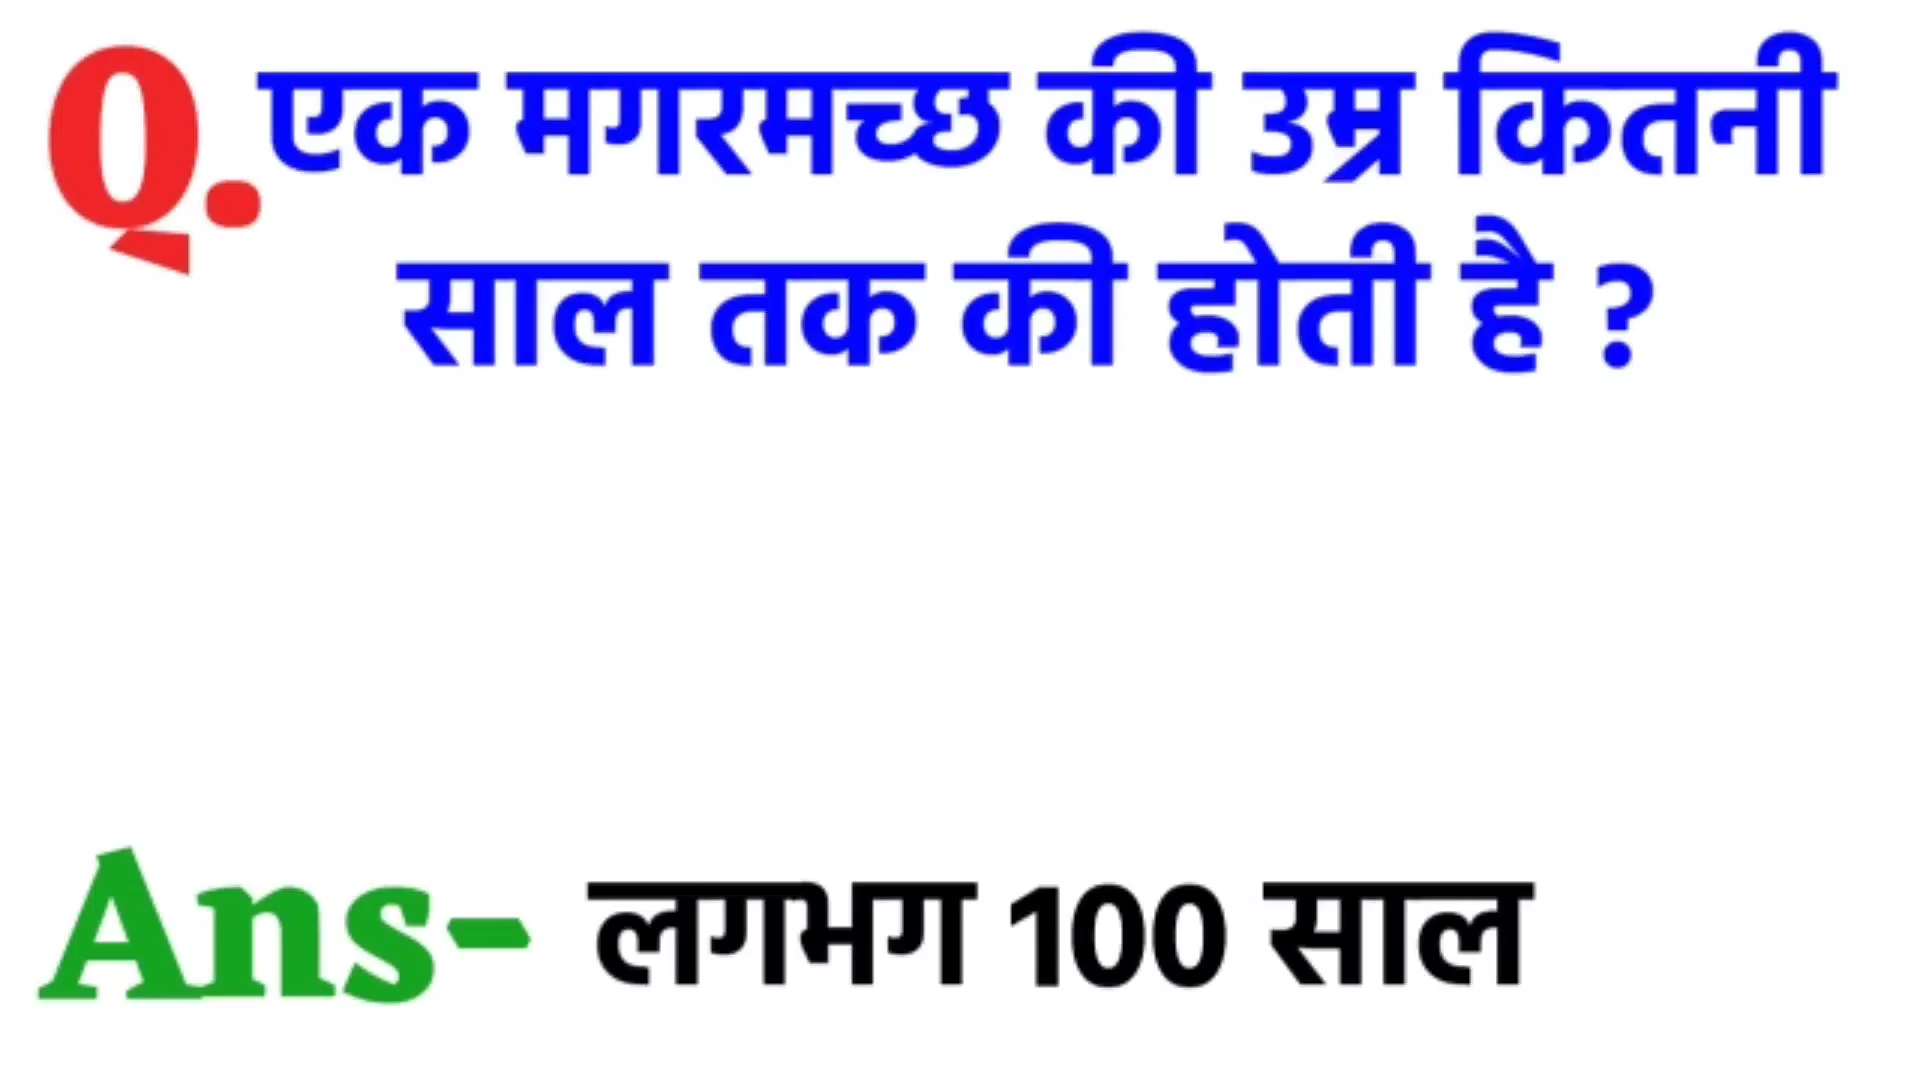 Q. एक मगरमच्छ की उम्र कितनी
साल तक की होती है ?
Ans- लगभग 100 साल